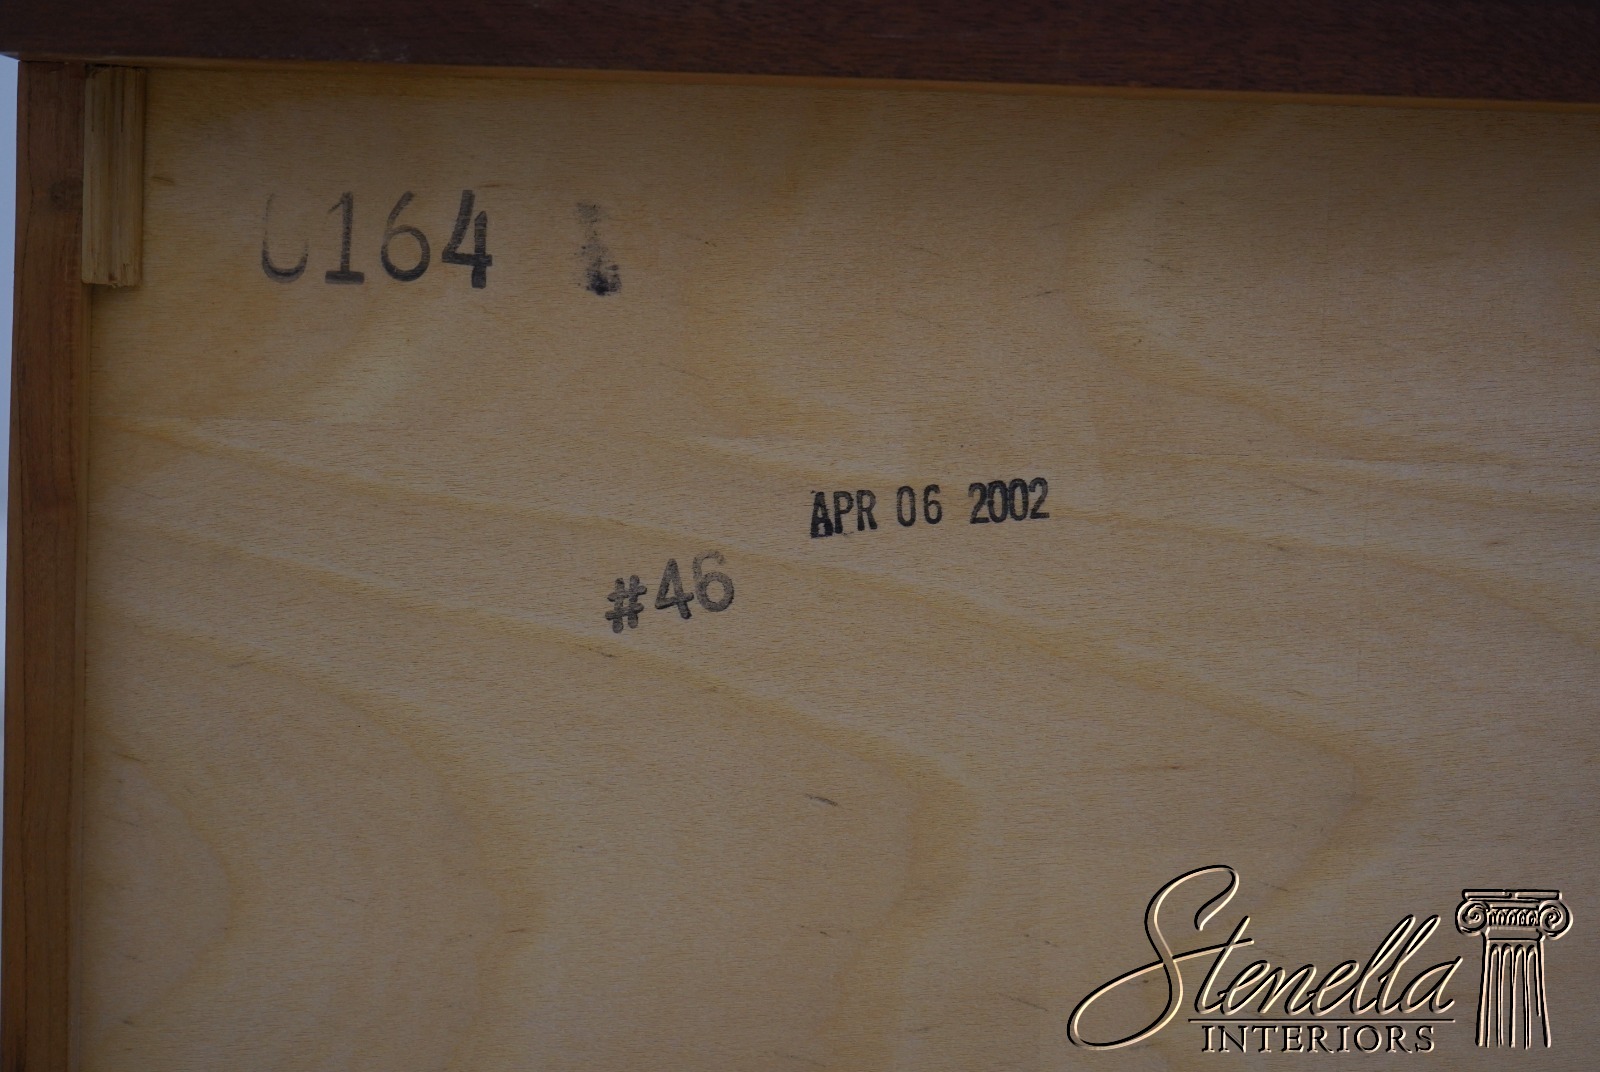 0164
APR 06 2002
#46
Stenella
INTERIORS